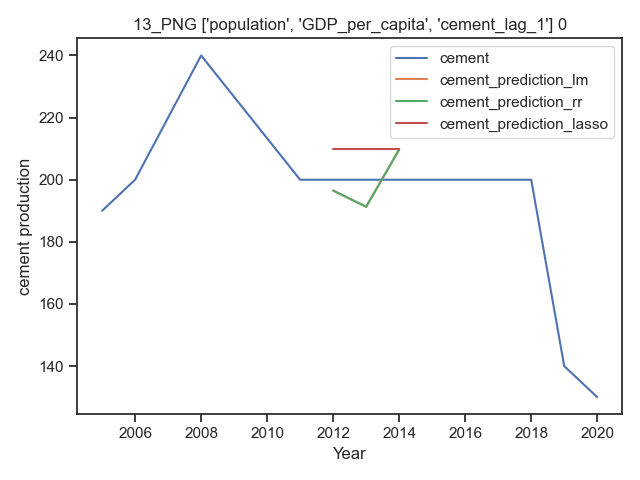 13_PNG ['population', 'GDP_per_capita', 'cement_lag_1'] 0
cement
cement_prediction_lm
cement_prediction_rr
cement_prediction_lasso
cement production
240
220
200
180
160
140
2006 2008 2010 2012 2014 2016 2018 2020
Year